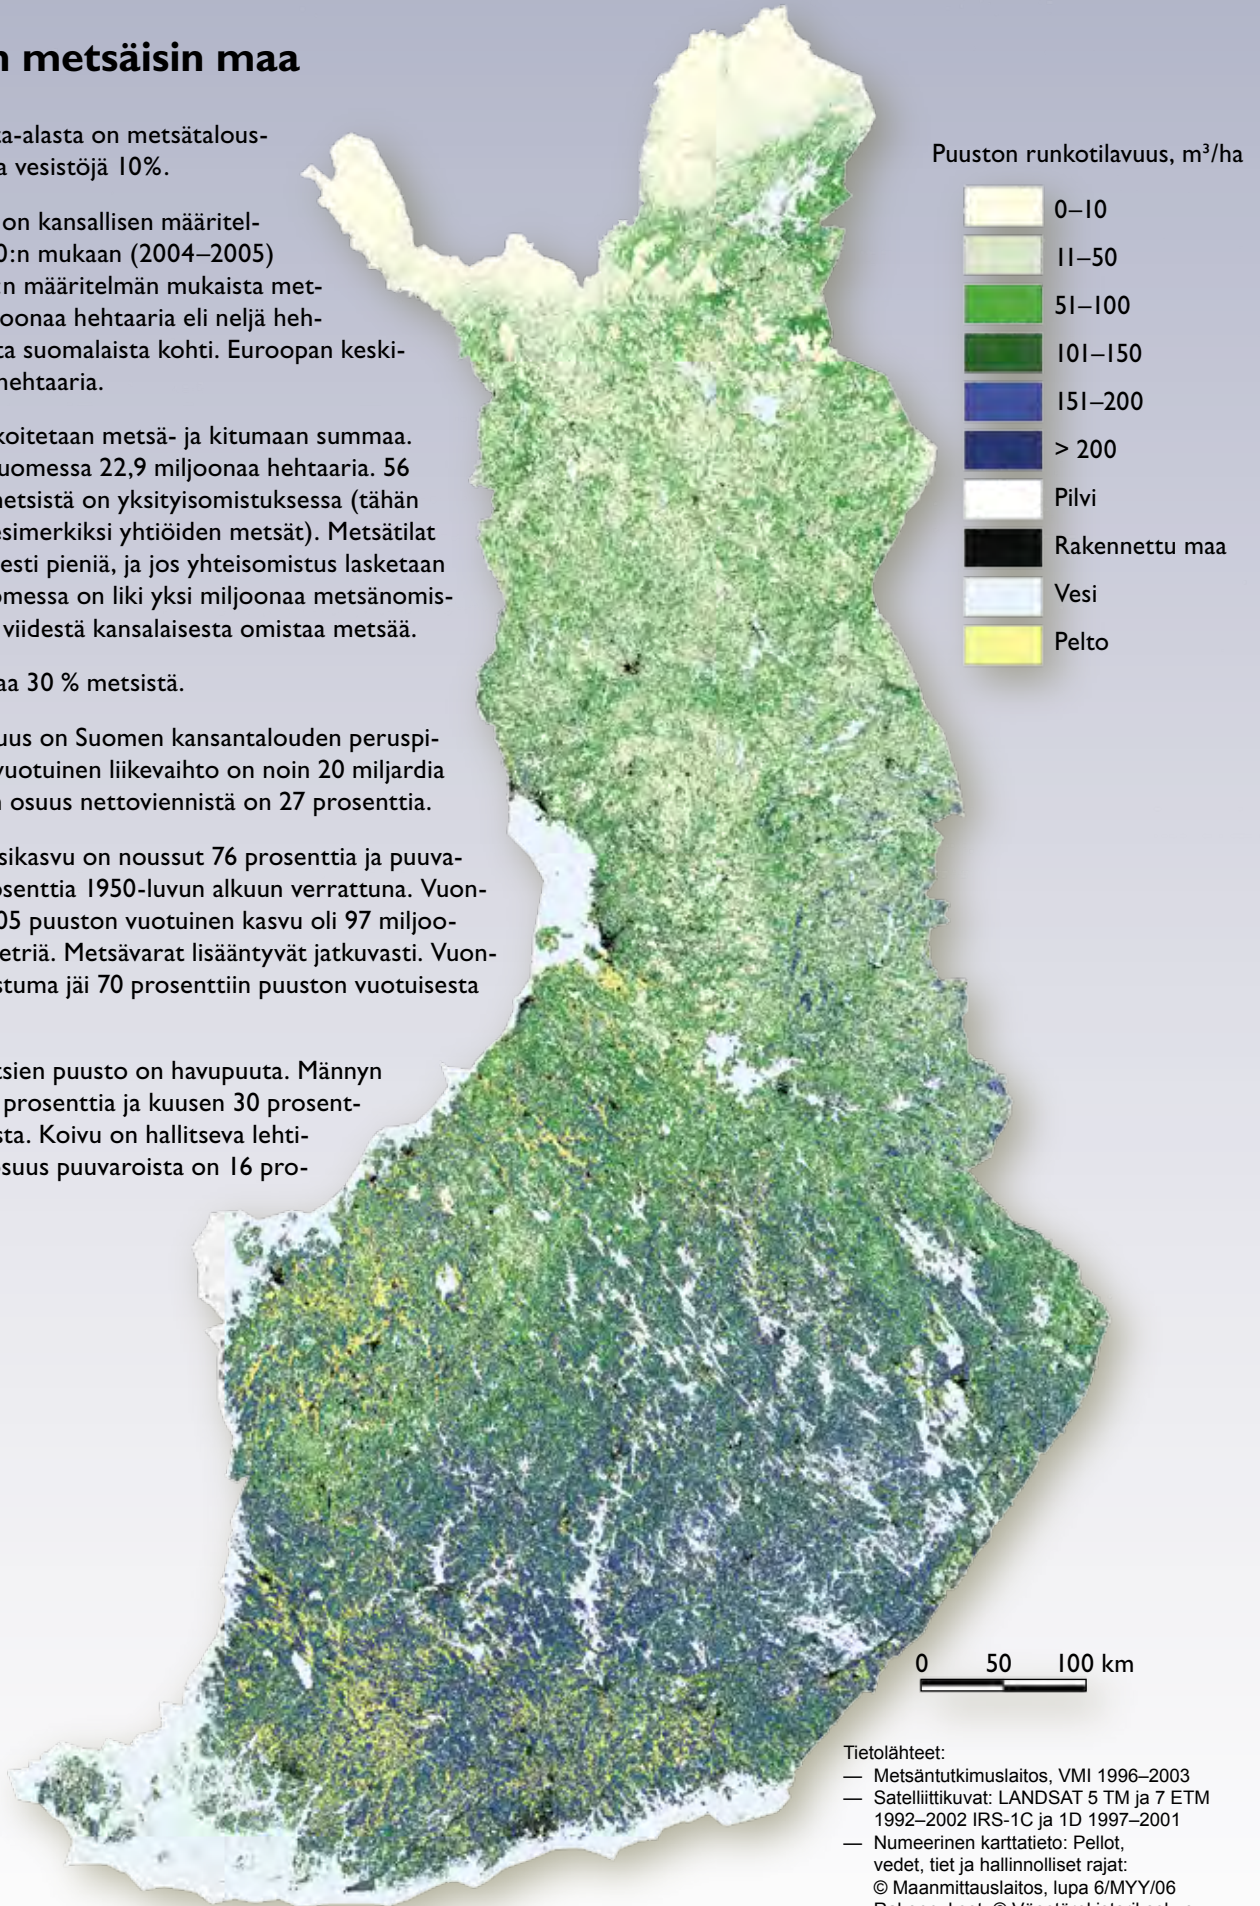 metsäisin maa
ta-alasta on metsätalous-
a vesistöjä 10%.
on kansallisen määritel-
0:n mukaan (2004–2005)
:n määritelmän mukaista met-
oonaa hehtaaria eli neljä heh-
ta suomalaista kohti. Euroopan keski-
hehtaaria.
koitetaan metsä- ja kitumaan summaa.
uomessa 22,9 miljoonaa hehtaaria. 56
metsistä on yksityisomistuksessa (tähän
esimerkiksi yhtiöiden metsät). Metsätilat
esti pieniä, ja jos yhteisomistus lasketaan
omessa on liki yksi miljoonaa metsänomis-
viidestä kansalaisesta omistaa metsää.
aa 30 % metsistä.
uus on Suomen kansantalouden peruspi-
vuotuinen liikevaihto on noin 20 miljardia
osuus nettoviennistä on 27 prosenttia.
sikasvu on noussut 76 prosenttia ja puuva-
osenttia 1950-luvun alkuun verrattuna. Vuon-
05 puuston vuotuinen kasvu oli 97 miljoo-
etriä. Metsävarat lisääntyvät jatkuvasti. Vuon-
stuma jäi 70 prosenttiin puuston vuotuisesta
tsien puusto on havupuuta. Männyn
prosenttia ja kuusen 30 prosent-
sta. Koivu on hallitseva lehti-
osuus puuvaroista on 16 pro-
Puuston runkotilavuus, m³/ha
0–10
11–50
51–100
101–150
151–200
> 200
Pilvi
Rakennettu maa
Vesi
Pelto
0 50 100 km
Tietolähteet:
— Metsäntutkimuslaitos, VMI 1996–2003
— Satelliittikuvat: LANDSAT 5 TM ja 7 ETM
1992–2002 IRS-1C ja 1D 1997–2001
— Numeerinen karttatieto: Pellot,
vedet, tiet ja hallinnolliset rajat:
© Maanmittauslaitos, lupa 6/MYY/06